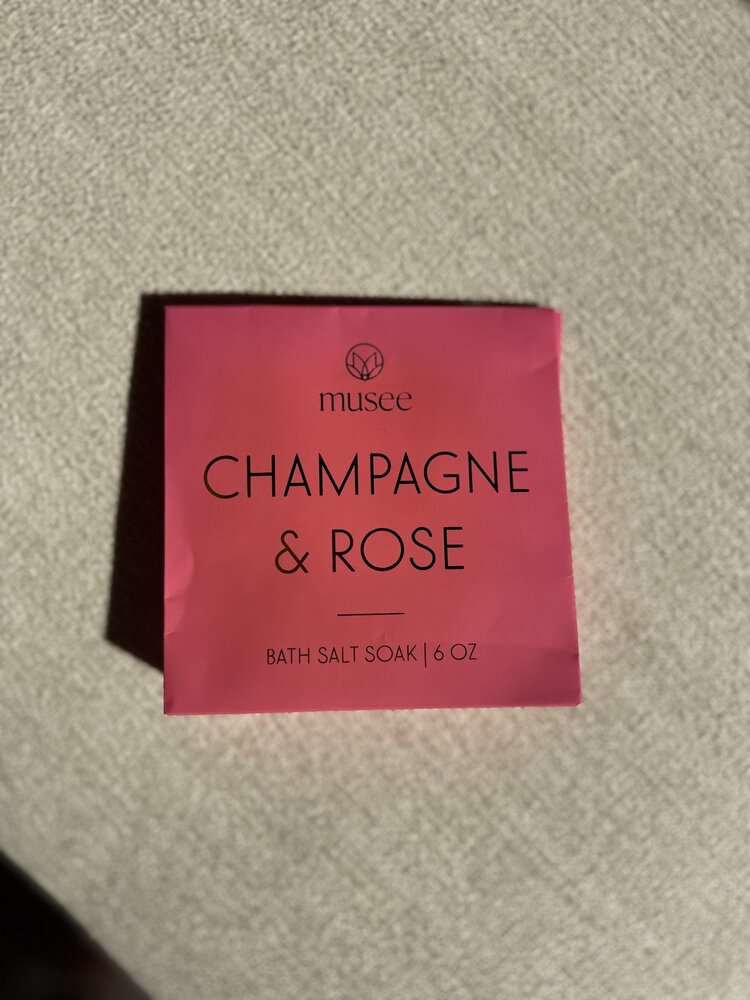 musee
CHAMPAGNE
& ROSE
BATH SALT SOAK | 6 OZ